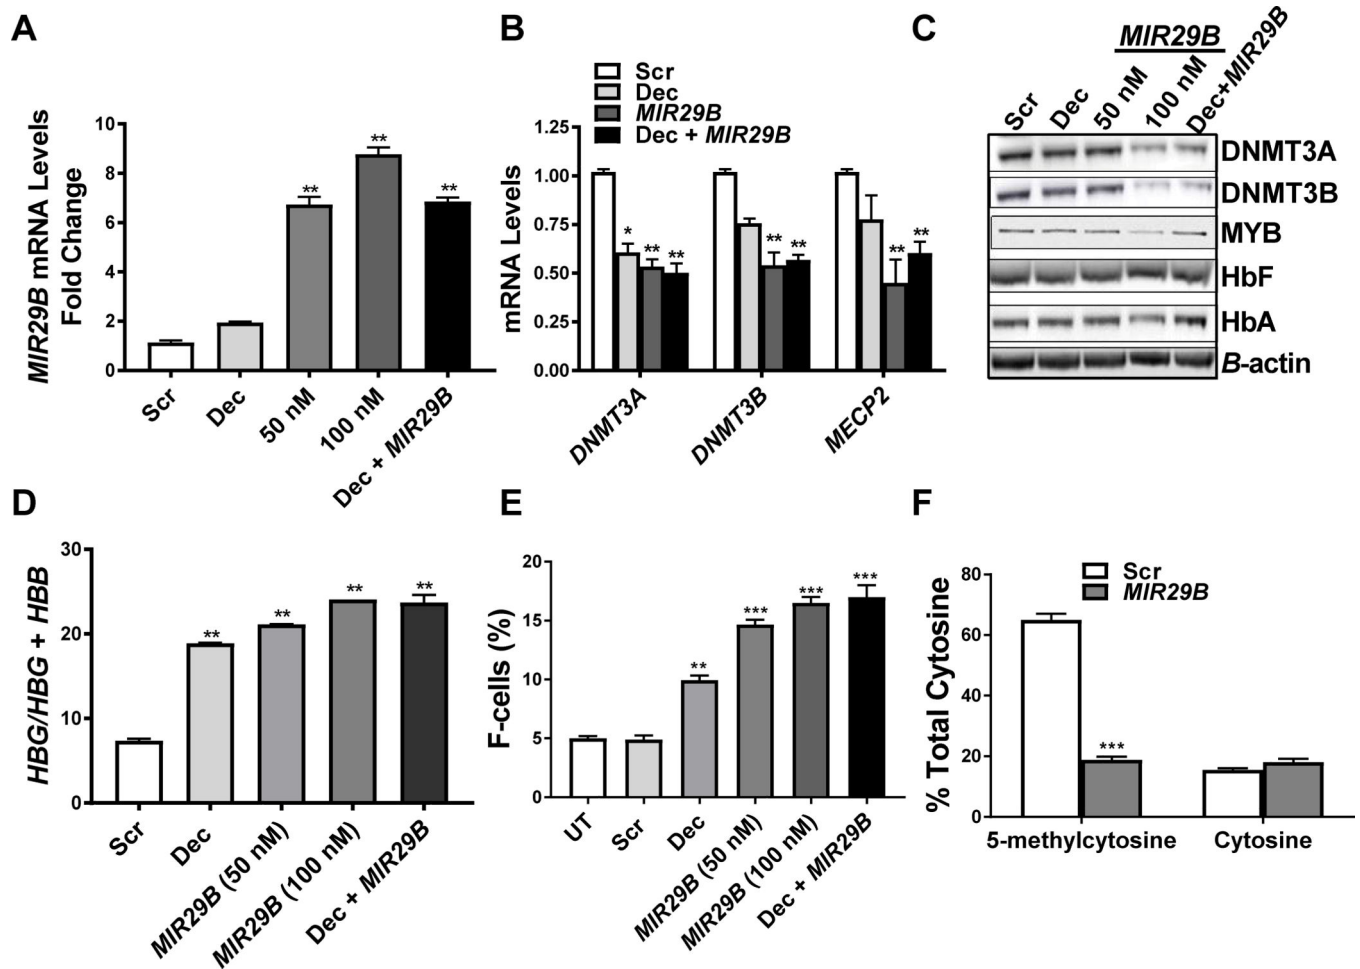 A
MIR29B mRNA Levels
Fold Change
10
8
6
4
2
0
**
**
**
Scr
Dec
50 nM
100 nM
Dec + MIR29B
B
Scr
Dec
MIR29B
Dec + MIR29B
mRNA Levels
1.25
1.00
0.75
0.50
0.25
0.00
*
**
**
**
**
**
**
DNMT3A
DNMT3B
MECP2
C
MIR29B
Scr
Dec
50 nM
100 nM
Dec+MIR29B
DNMT3A
DNMT3B
MYB
HbF
HbA
B-actin
D
HBG/HBG + HBB
30
20
10
0
**
**
**
**
Scr
Dec
MIR29B (50 nM)
MIR29B (100 nM)
Dec + MIR29B
E
F-cells (%)
20
15
10
5
0
**
***
***
***
UT
Scr
Dec
MIR29B (50 nM)
MIR29B (100 nM)
Dec + MIR29B
F
Scr
MIR29B
% Total Cytosine
80
60
40
20
0
***
5-methylcytosine
Cytosine